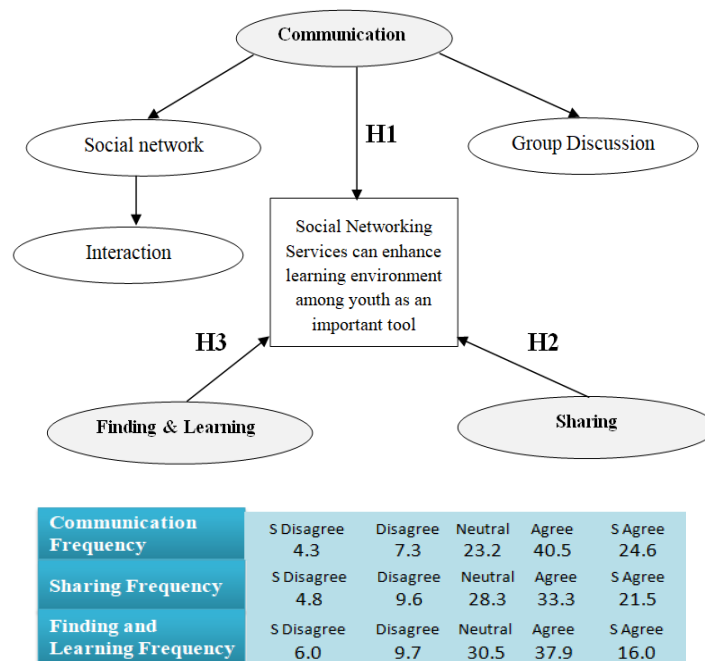 Communication
Social network
H1
Group Discussion
Interaction
Social Networking
Services can enhance
learning environment
among youth as an
important tool
H3
H2
Finding & Learning
Sharing
Communication
Frequency
S Disagree Disagree Neutral Agree S Agree
4.3 7.3 23.2 40.5 24.6
Sharing Frequency
S Disagree Disagree Neutral Agree S Agree
4.8 9.6 28.3 33.3 21.5
Finding and
Learning Frequency
S Disagree Disagree Neutral Agree S Agree
6.0 9.7 30.5 37.9 16.0